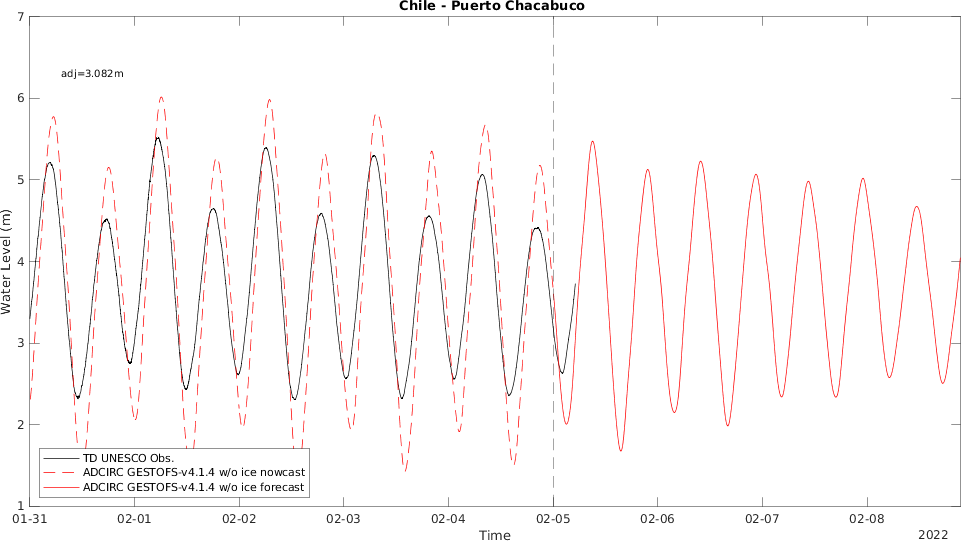 Chile - Puerto Chacabuco
7
adj=3.082m
6
5
4
3
2
1
Water Level (m)
TD UNESCO Obs.
ADCIRC GESTOFS-v4.1.4 w/o ice nowcast
ADCIRC GESTOFS-v4.1.4 w/o ice forecast
01-31 02-01 02-02 02-03 02-04 02-05 02-06 02-07 02-08
Time
2022